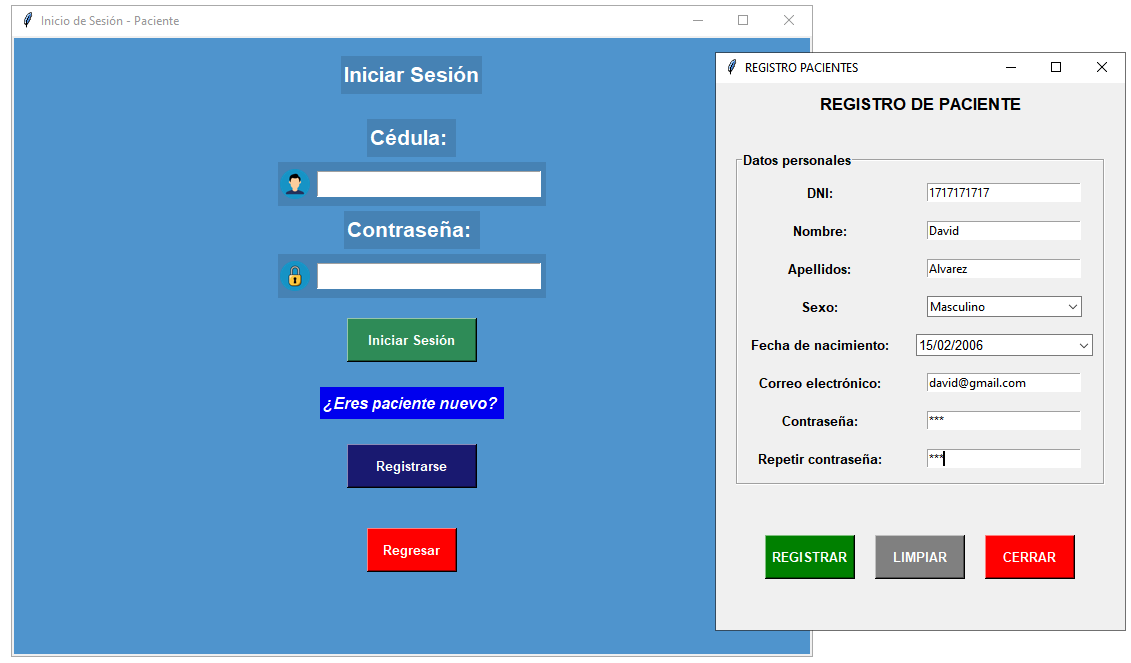 Inicio de Sesión - Paciente
Iniciar Sesión
Cédula:
Contraseña:
Iniciar Sesión
¿Eres paciente nuevo?
Registrarse
Regresar
REGISTRO PACIENTES
REGISTRO DE PACIENTE
Datos personales
DNI: 1717171717
Nombre: David
Apellidos: Alvarez
Sexo: Masculino
Fecha de nacimiento: 15/02/2006
Correo electrónico: david@gmail.com
Contraseña: ***
Repetir contraseña: ***
REGISTRAR LIMPIAR CERRAR